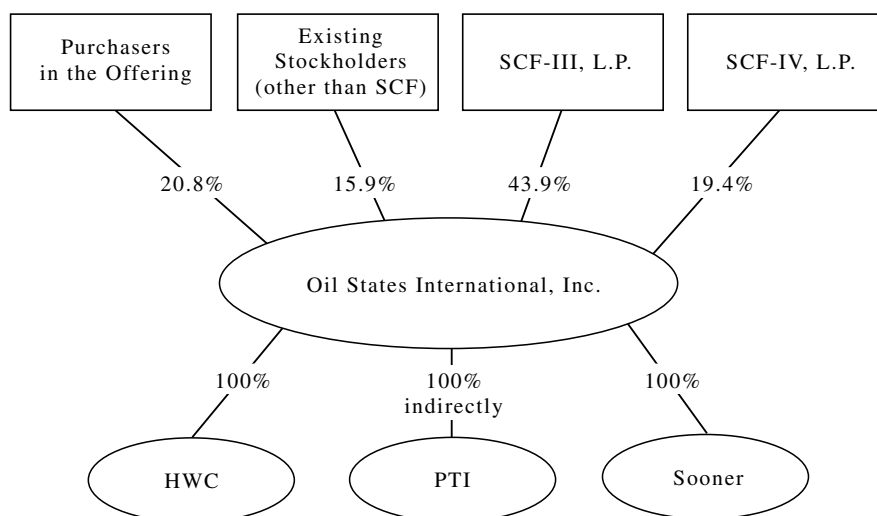 Purchasers
in the Offering
Existing
Stockholders
(other than SCF)
SCF-III, L.P.
SCF-IV, L.P.
20.8%
15.9%
43.9%
19.4%
Oil States International, Inc.
100%
100%
indirectly
100%
HWC
PTI
Sooner